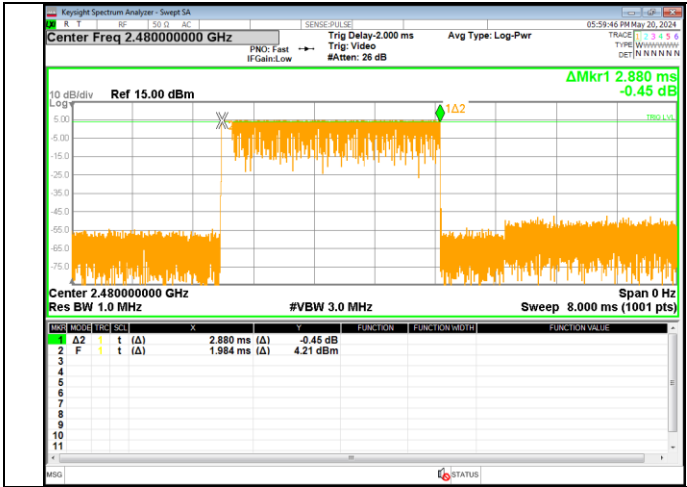 Keysight Spectrum Analyzer - Swept SA
R T RF 50 Ω AC SENSE:PULSE 05:59:46 PM May 20, 2024
Center Freq 2.480000000 GHz
PNO: Fast
IFGain:Low
Trig Delay-2.000 ms
Trig: Video
#Atten: 26 dB
Avg Type: Log-Pwr
TRACE 1 2 3 4 5 6
TYPE WWWWWW
DET N N N N N N
ΔMkr1 2.880 ms
-0.45 dB
10 dB/div Ref 15.00 dBm
Log
1Δ2
5.00
TRIG LVL
-5.00
-15.0
-25.0
-35.0
-45.0
-55.0
-65.0
-75.0
Center 2.480000000 GHz Span 0 Hz
Res BW 1.0 MHz #VBW 3.0 MHz Sweep 8.000 ms (1001 pts)
MKR MODE TRC SCL X Y FUNCTION FUNCTION WIDTH FUNCTION VALUE
1 Δ2 1 t (Δ) 2.880 ms (Δ) -0.45 dB
2 F 1 t (Δ) 1.984 ms (Δ) 4.21 dBm
3
4
5
6
7
8
9
10
11
MSG STATUS